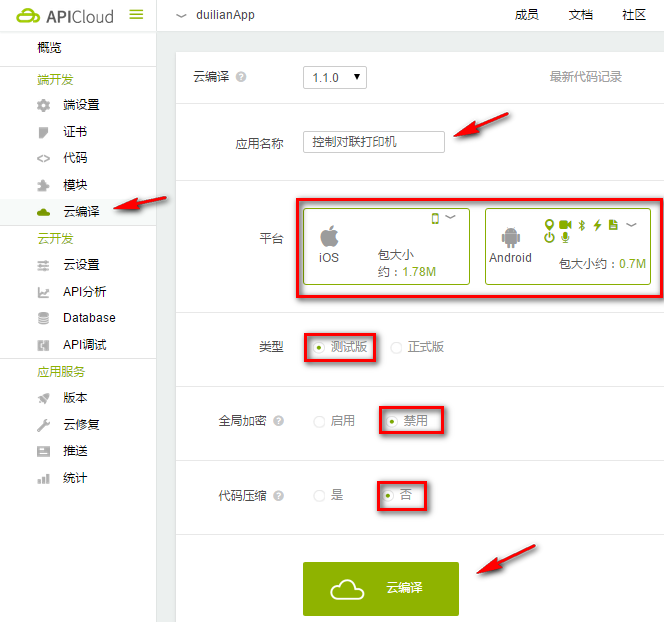 APICloud
duilianApp
成员
文档
社区
概览
端开发
端设置
证书
代码
模块
云编译
云开发
云设置
API分析
Database
API调试
应用服务
版本
云修复
推送
统计
云编译 ?
1.1.0
最新代码记录
应用名称
控制对联打印机
平台
iOS
包大小
约：1.78M
Android
包大小约：0.7M
类型
测试版
正式版
全局加密 ?
启用
禁用
代码压缩 ?
是
否
云编译